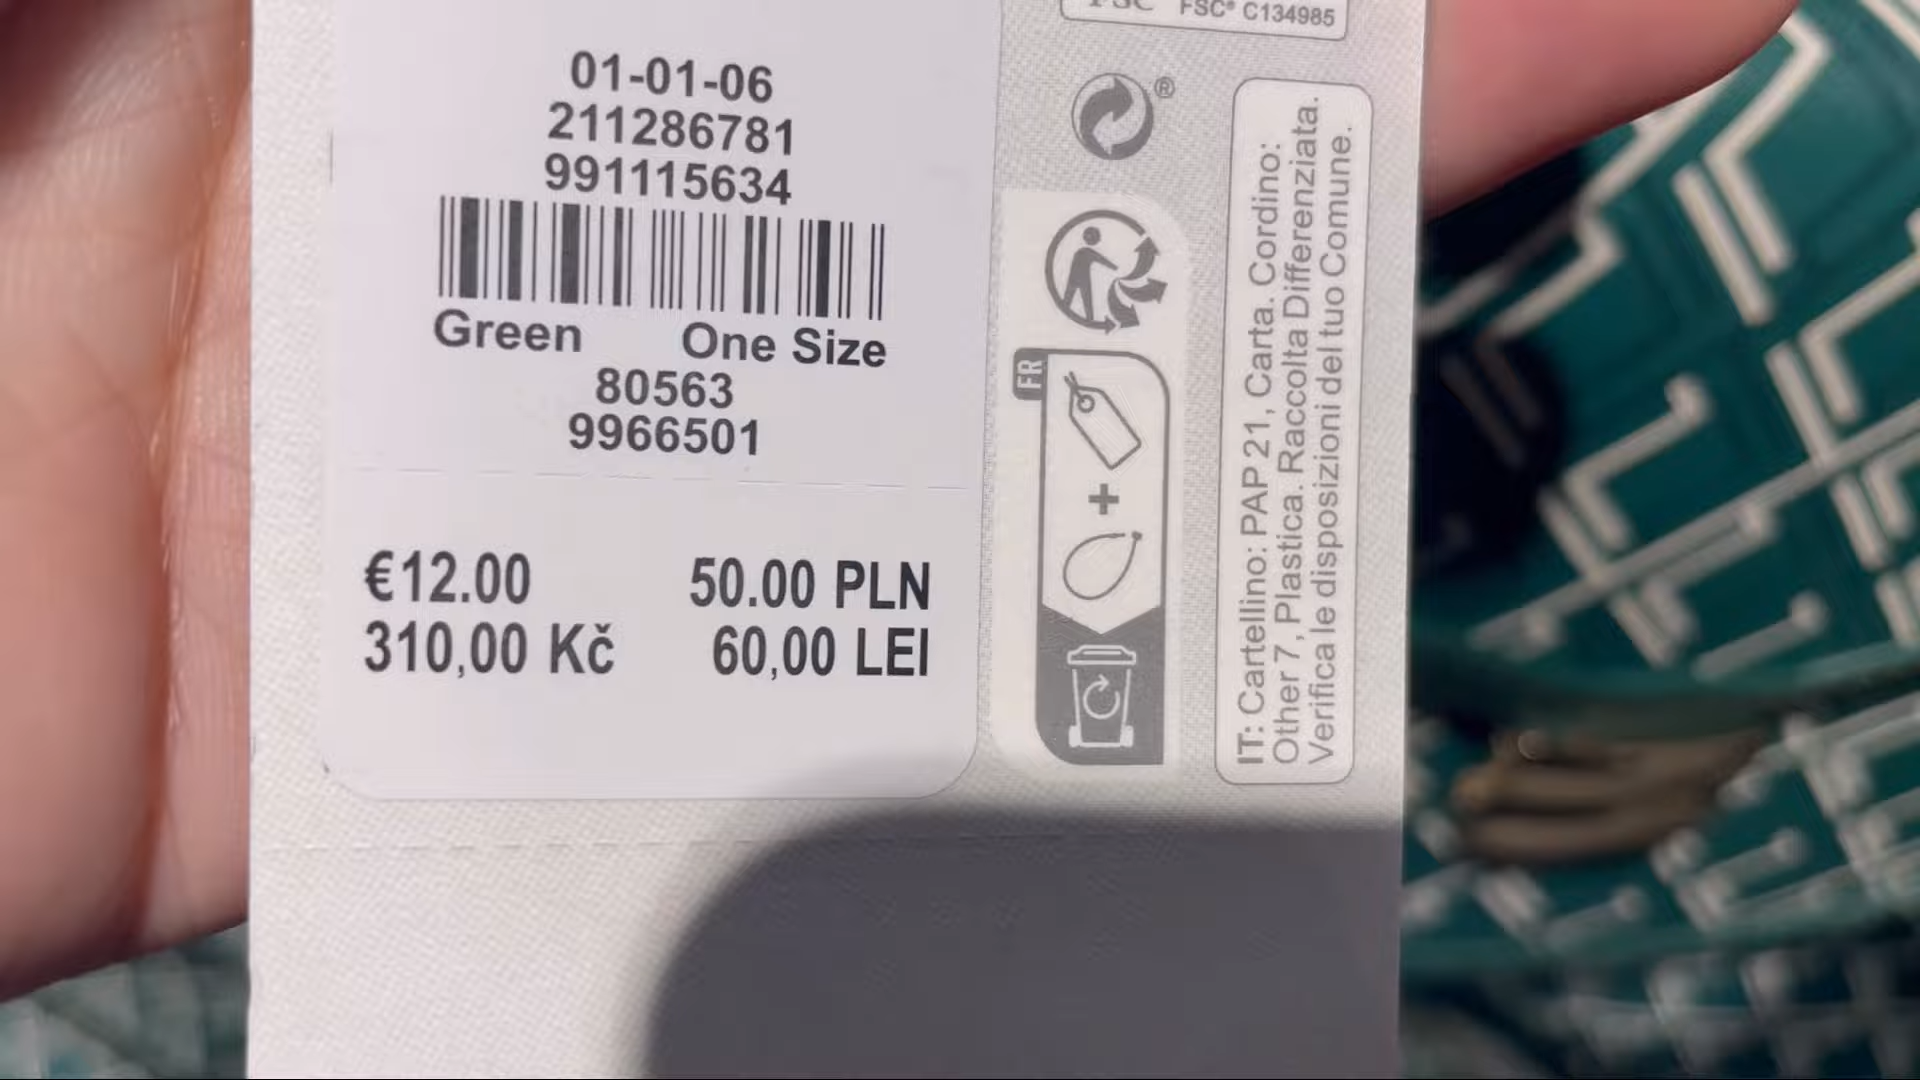 FSC® C134985
01-01-06
211286781
991115634
Green One Size
80563
9966501
€12.00 50.00 PLN
310,00 Kč 60,00 LEI
®
FR
+
IT: Cartellino: PAP 21, Carta. Cordino:
Other 7, Plastica. Raccolta Differenziata.
Verifica le disposizioni del tuo Comune.